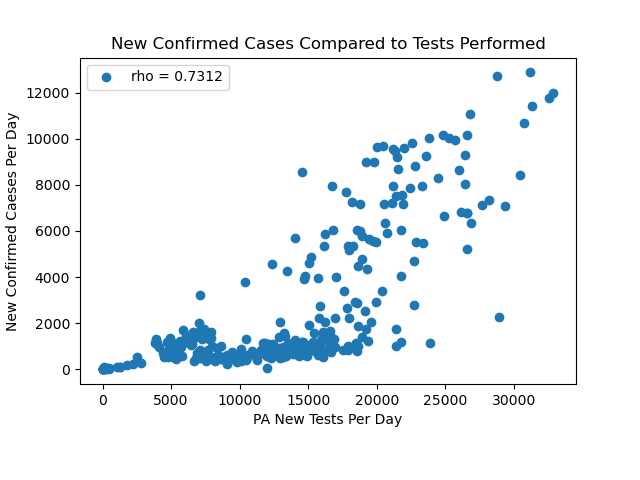 New Confirmed Cases Compared to Tests Performed
rho = 0.7312
12000
10000
8000
6000
4000
2000
0
New Confirmed Caeses Per Day
0 5000 10000 15000 20000 25000 30000
PA New Tests Per Day